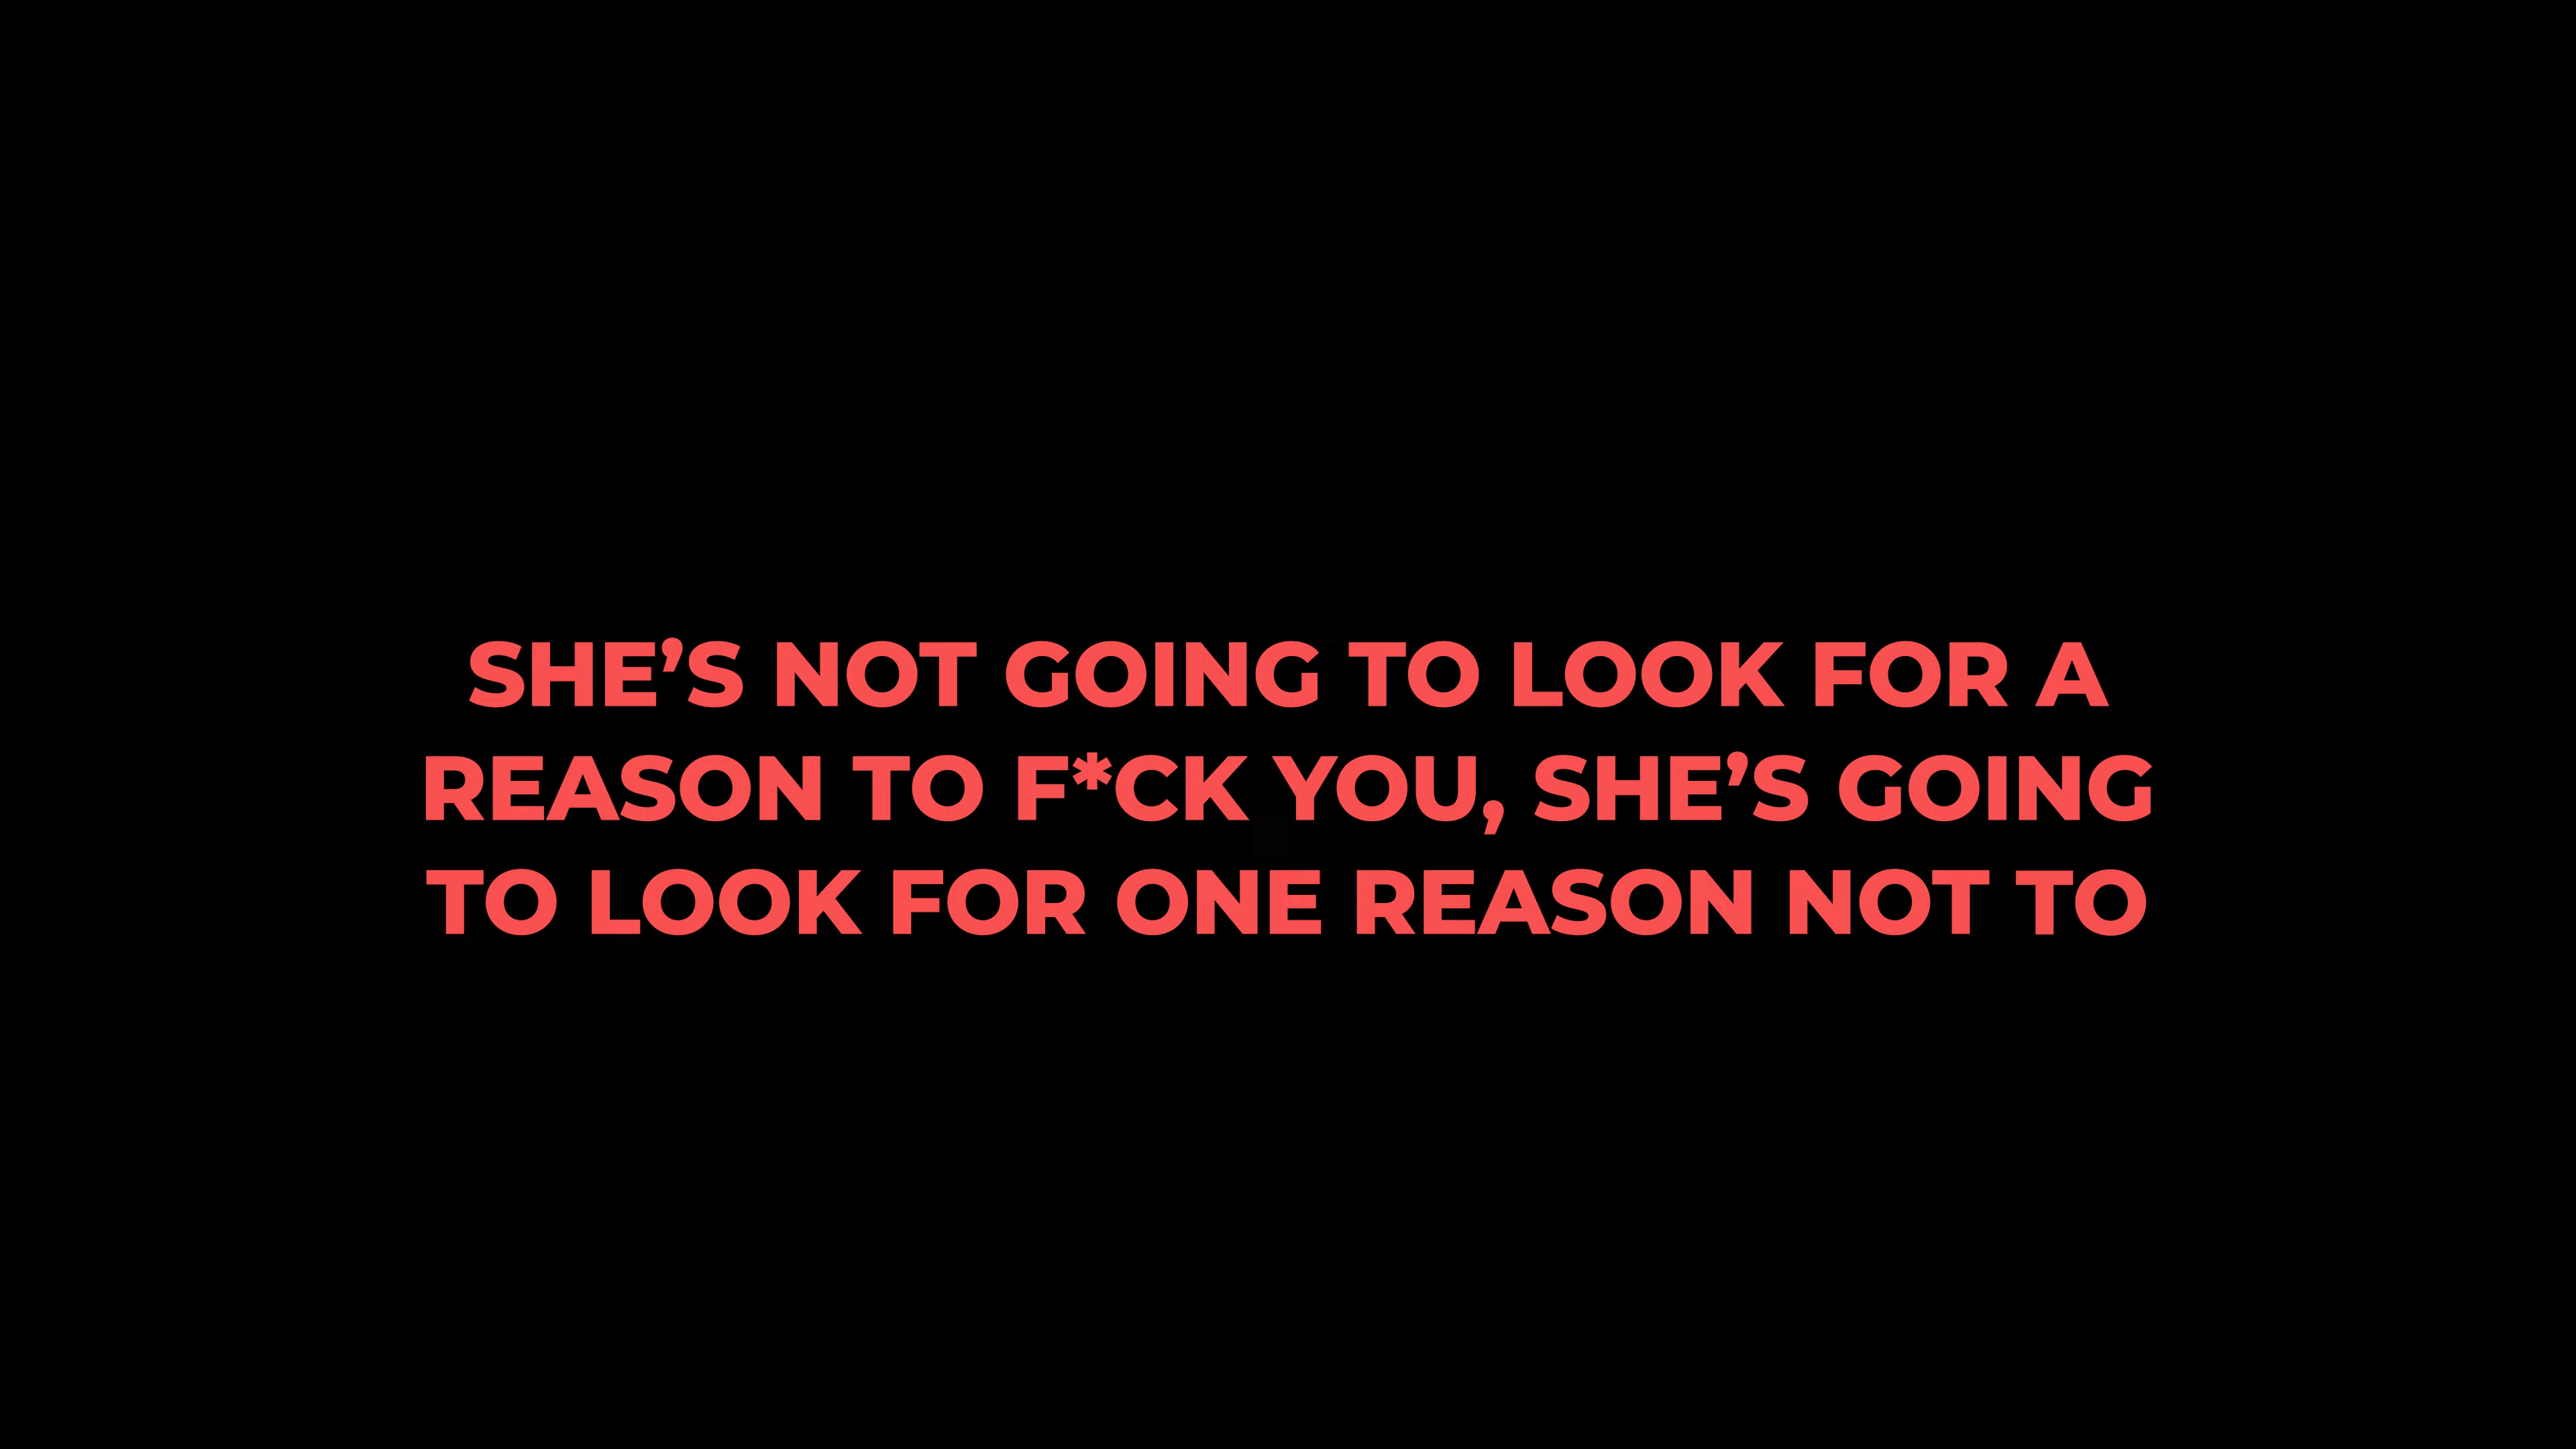 SHE’S NOT GOING TO LOOK FOR A
REASON TO F*CK YOU, SHE’S GOING
TO LOOK FOR ONE REASON NOT TO